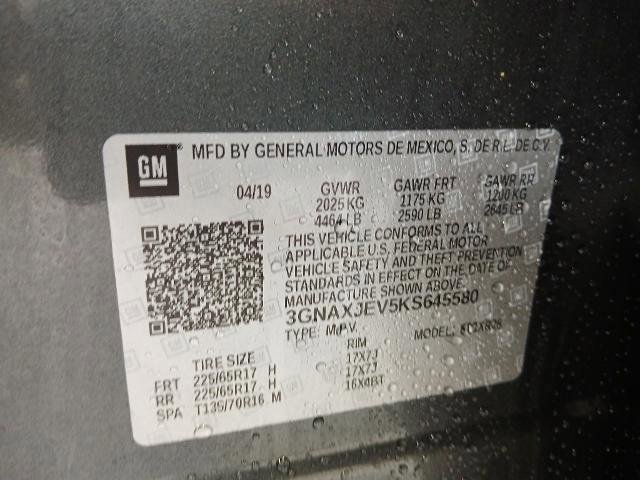 GM MFD BY GENERAL MOTORS DE MEXICO, S. DE R.L. DE C.V.
04/19 GVWR GAWR FRT GAWR RR
2025 KG 1175 KG 1200 KG
4464 LB 2590 LB 2645 LB
THIS VEHICLE CONFORMS TO ALL
APPLICABLE U.S. FEDERAL MOTOR
VEHICLE SAFETY AND THEFT PREVENTION
STANDARDS IN EFFECT ON THE DATE OF
MANUFACTURE SHOWN ABOVE.
3GNAXJEV5KS645580
TYPE: M.P.V. MODEL:
TIRE SIZE RIM
FRT 225/65R17 H 17X7J
RR 225/65R17 H 17X7J
SPA T135/70R16 M 16X4BT